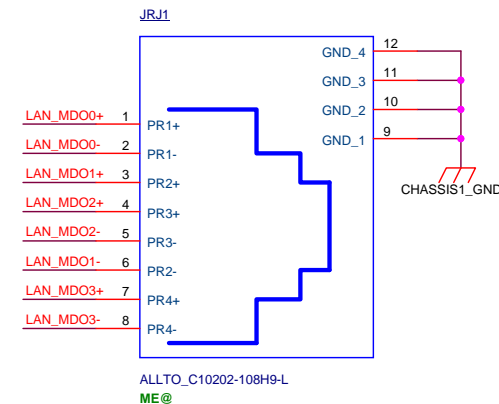 JRJ1
GND_4 12
GND_3 11
GND_2 10
GND_1 9
CHASSIS1_GND
LAN_MDO0+ 1 PR1+
LAN_MDO0- 2 PR1-
LAN_MDO1+ 3 PR2+
LAN_MDO2+ 4 PR3+
LAN_MDO2- 5 PR3-
LAN_MDO1- 6 PR2-
LAN_MDO3+ 7 PR4+
LAN_MDO3- 8 PR4-
ALLTO_C10202-108H9-L
ME@